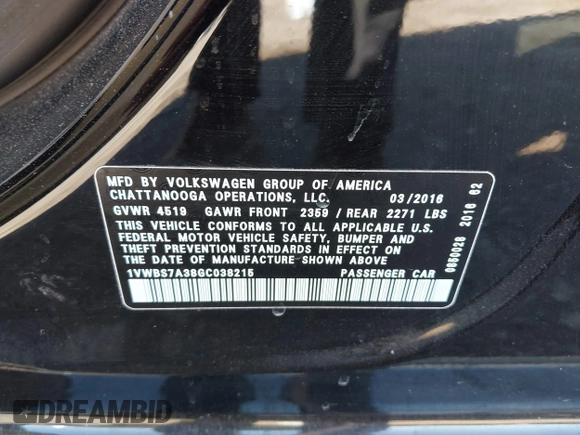 MFD BY VOLKSWAGEN GROUP OF AMERICA
CHATTANOOGA OPERATIONS, LLC. 03/2016
GVWR 4519 GAWR FRONT 2359 / REAR 2271 LBS
THIS VEHICLE CONFORMS TO ALL APPLICABLE U.S.
FEDERAL MOTOR VEHICLE SAFETY, BUMPER AND
THEFT PREVENTION STANDARDS IN EFFECT ON
THE DATE OF MANUFACTURE SHOWN ABOVE
1VWBS7A38GC038215 PASSENGER CAR
0850028 2016 62
DREAMBID